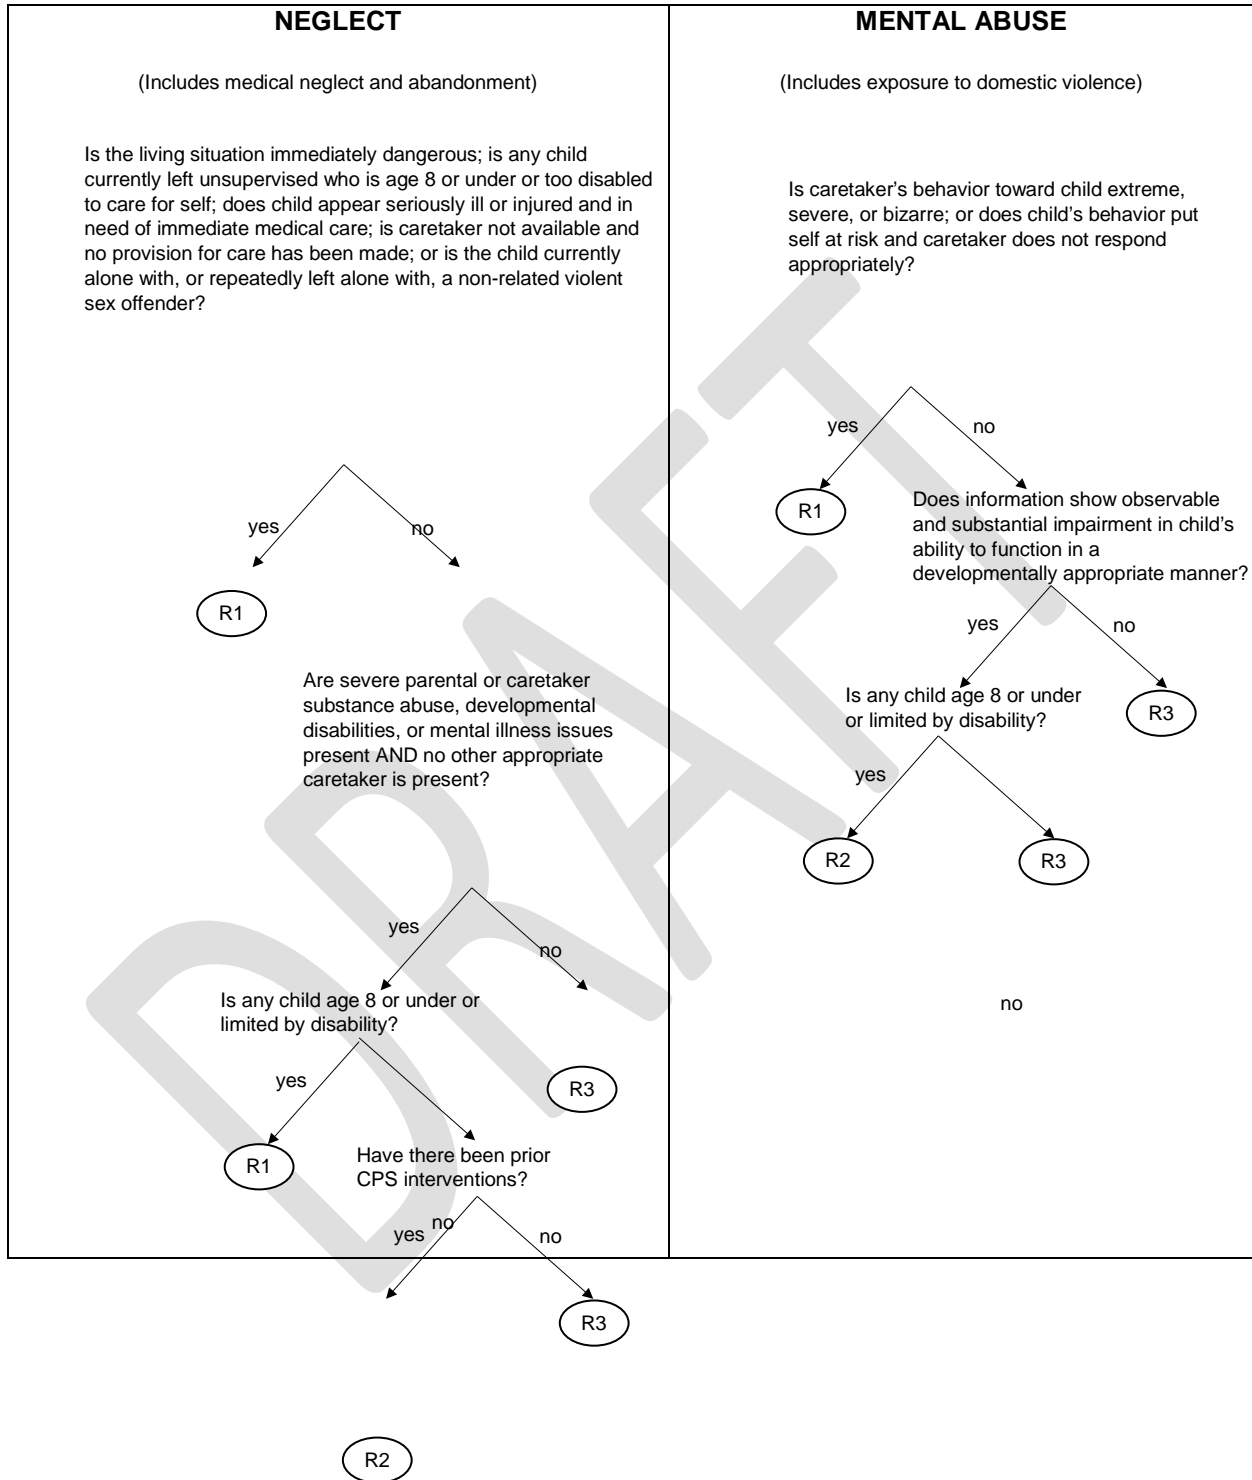 NEGLECT
(Includes medical neglect and abandonment)
Is the living situation immediately dangerous; is any child
currently left unsupervised who is age 8 or under or too disabled
to care for self; does child appear seriously ill or injured and in
need of immediate medical care; is caretaker not available and
no provision for care has been made; or is the child currently
alone with, or repeatedly left alone with, a non-related violent
sex offender?
yes
no
R1
Are severe parental or caretaker
substance abuse, developmental
disabilities, or mental illness issues
present AND no other appropriate
caretaker is present?
yes
no
Is any child age 8 or under or
limited by disability?
yes
R3
R1
Have there been prior
CPS interventions?
yes
no
no
R3
R2
MENTAL ABUSE
(Includes exposure to domestic violence)
Is caretaker's behavior toward child extreme,
severe, or bizarre; or does child's behavior put
self at risk and caretaker does not respond
appropriately?
yes
no
R1
Does information show observable
and substantial impairment in child's
ability to function in a
developmentally appropriate manner?
yes
no
Is any child age 8 or under
or limited by disability?
R3
yes
R2
R3
no
DRAFT